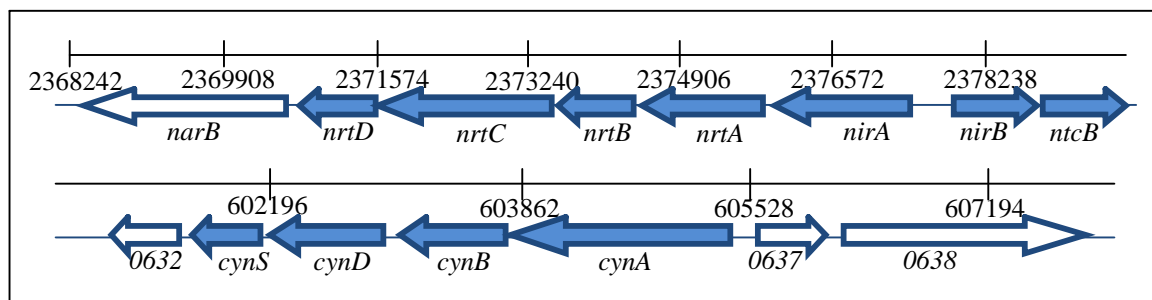 2368242 2369908 2371574 2373240 2374906 2376572 2378238
narB nrtD nrtC nrtB nrtA nirA nirB ntcB
602196 603862 605528 607194
0632 cynS cynD cynB cynA 0637 0638